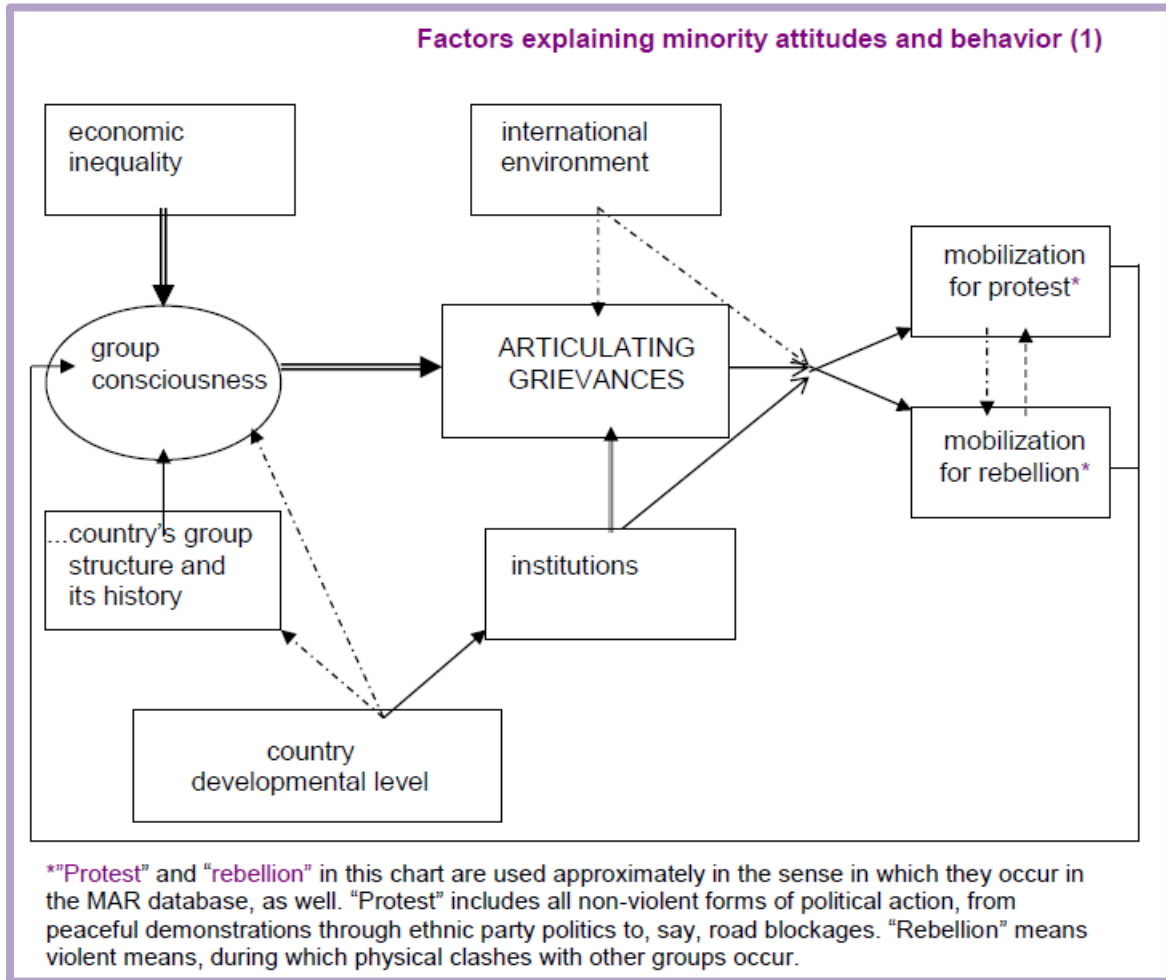 Factors explaining minority attitudes and behavior (1)
economic
inequality
international
environment
mobilization
for protest*
group
consciousness
ARTICULATING
GRIEVANCES
mobilization
for rebellion*
...country's group
structure and
its history
institutions
country
developmental level
*"Protest" and "rebellion" in this chart are used approximately in the sense in which they occur in
the MAR database, as well. "Protest" includes all non-violent forms of political action, from
peaceful demonstrations through ethnic party politics to, say, road blockages. "Rebellion" means
violent means, during which physical clashes with other groups occur.